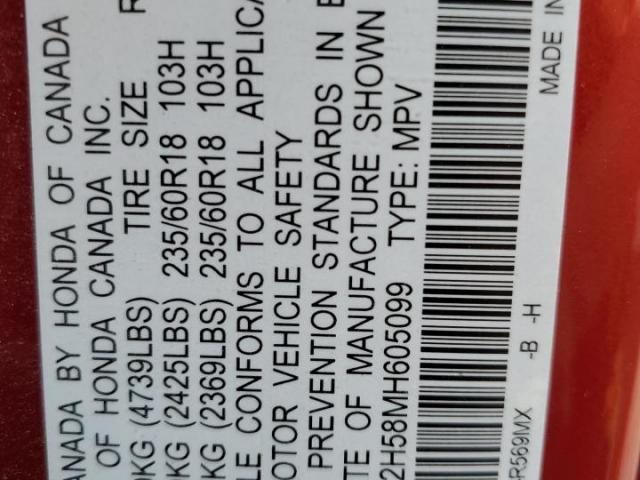 ANADA BY HONDA OF CANADA
OF HONDA CANADA INC.
KG (4739LBS) TIRE SIZE R
KG (2425LBS) 235/60R18 103H
KG (2369LBS) 235/60R18 103H
LE CONFORMS TO ALL APPLICA
OTOR VEHICLE SAFETY
PREVENTION STANDARDS IN E
TE OF MANUFACTURE SHOWN
2H58MH605099 TYPE: MPV
R569MX -B -H
MADE IN